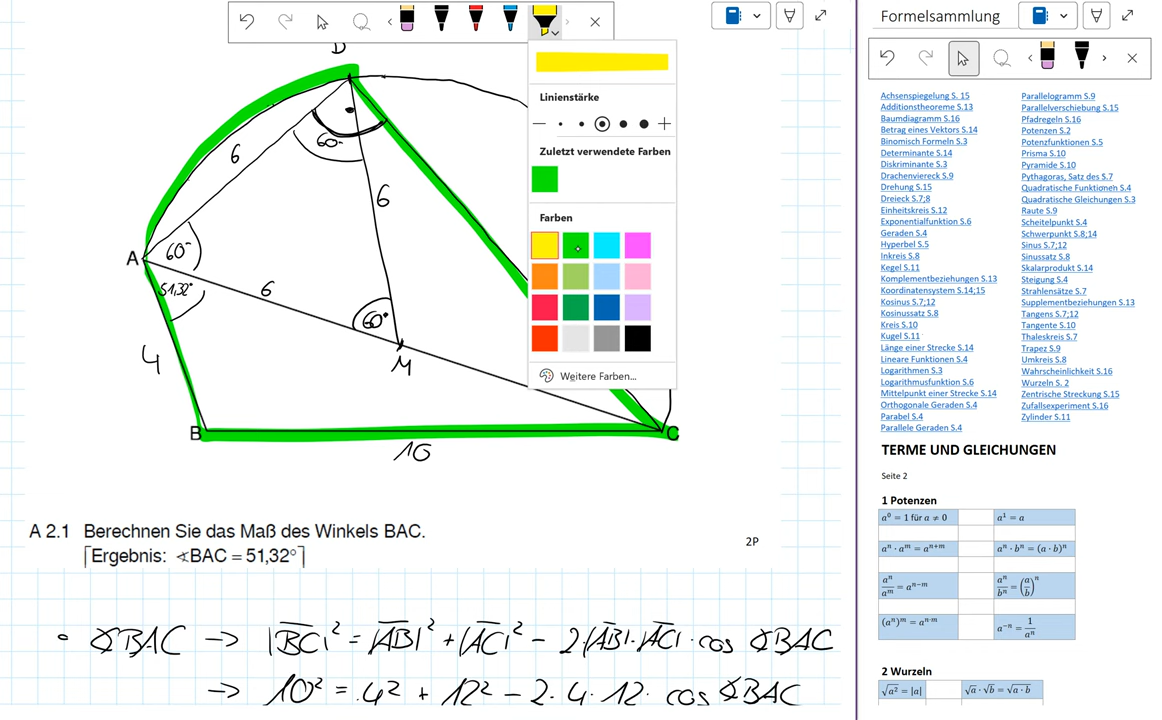 Formelsammlung
Linienstärke
Zuletzt verwendete Farben
Farben
Weitere Farben...
D
6
60°
6
A
60°
51,32°
6
60°
M
4
B
C
10
A 2.1 Berechnen Sie das Maß des Winkels BAC.
[Ergebnis: ∢BAC = 51,32°]
2P
• ∢BAC → |BC|² = |AB|² + |AC|² - 2·|AB|·|AC|·cos ∢BAC
→ 10² = 4² + 12² - 2·4·12·cos ∢BAC
Achsenspiegelung S. 15
Additionstheoreme S.13
Baumdiagramm S.16
Betrag eines Vektors S.14
Binomisch Formeln S.3
Determinante S.14
Diskriminante S.3
Drachenviereck S.9
Drehung S.15
Dreieck S.7;8
Einheitskreis S.12
Exponentialfunktion S.6
Geraden S.4
Hyperbel S.5
Inkreis S.8
Kegel S.11
Komplementbeziehungen S.13
Koordinatensystem S.14;15
Kosinus S.7;12
Kosinussatz S.8
Kreis S.10
Kugel S.11
Länge einer Strecke S.14
Lineare Funktionen S.4
Logarithmen S.3
Logarithmusfunktion S.6
Mittelpunkt einer Strecke S.14
Orthogonale Geraden S.4
Parabel S.4
Parallele Geraden S.4
Parallelogramm S.9
Parallelverschiebung S.15
Pfadregeln S.16
Potenzen S.2
Potenzfunktionen S.5
Prisma S.10
Pyramide S.10
Pythagoras, Satz des S.7
Quadratische Funktionen S.4
Quadratische Gleichungen S.3
Raute S.9
Scheitelpunkt S.4
Schwerpunkt S.8;14
Sinus S.7;12
Sinussatz S.8
Skalarprodukt S.14
Steigung S.4
Strahlensätze S.7
Supplementbeziehungen S.13
Tangens S.7;12
Tangente S.10
Thaleskreis S.7
Trapez S.9
Umkreis S.8
Wahrscheinlichkeit S.16
Wurzeln S. 2
Zentrische Streckung S.15
Zufallsexperiment S.16
Zylinder S.11
TERME UND GLEICHUNGEN
Seite 2
1 Potenzen
a⁰ = 1 für a ≠ 0 a¹ = a
aⁿ · aᵐ = aⁿ⁺ᵐ aⁿ · bⁿ = (a · b)ⁿ
aⁿ/aᵐ = aⁿ⁻ᵐ aⁿ/bⁿ = (a/b)ⁿ
(aᵐ)ⁿ = aⁿ·ᵐ a⁻ⁿ = 1/aⁿ
2 Wurzeln
√a² = |a| √a · √b = √a · b